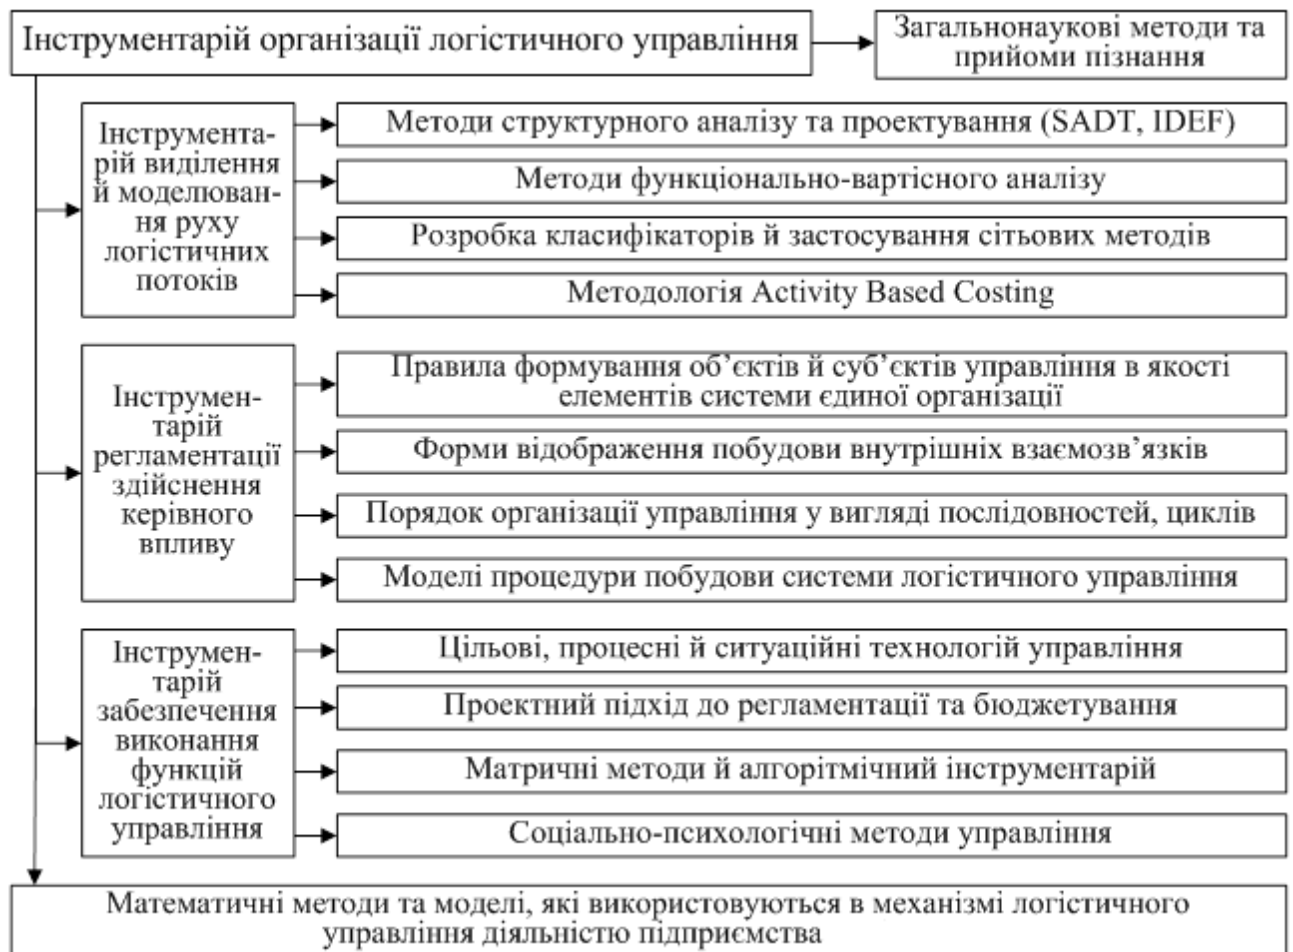 Інструментарій організації логістичного управління
Загальнонаукові методи та
прийоми пізнання
Інструмента-
рій виділення
й моделюван-
ня руху
логістичних
потоків
Методи структурного аналізу та проектування (SADT, IDEF)
Методи функціонально-вартісного аналізу
Розробка класифікаторів й застосування сітьових методів
Методологія Activity Based Costing
Інструмен-
тарій
регламентації
здійснення
керівного
впливу
Правила формування об’єктів й суб’єктів управління в якості
елементів системи єдиної організації
Форми відображення побудови внутрішніх взаємозв’язків
Порядок організації управління у вигляді послідовностей, циклів
Моделі процедури побудови системи логістичного управління
Інструмен-
тарій
забезпечення
виконання
функцій
логістичного
управління
Цільові, процесні й ситуаційні технологій управління
Проектний підхід до регламентації та бюджетування
Матричні методи й алгорітмічний інструментарій
Соціально-психологічні методи управління
Математичні методи та моделі, які використовуються в механізмі логістичного
управління діяльністю підприємства